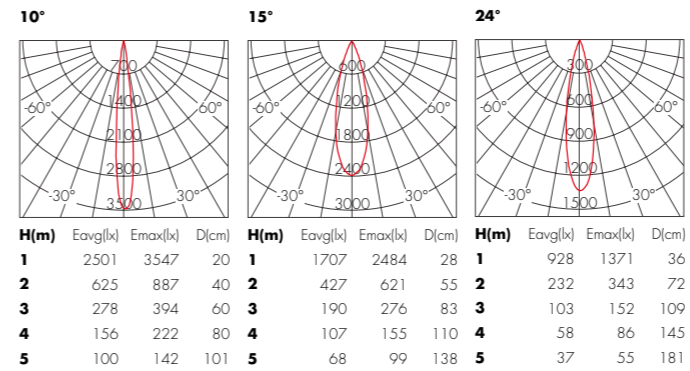 10°
700
1400
2100
2800
3500
-60° 60°
-30° 30°
H(m) Eavg(lx) Emax(lx) D(cm)
1 2501 3547 20
2 625 887 40
3 278 394 60
4 156 222 80
5 100 142 101
15°
600
1200
1800
2400
3000
-60° 60°
-30° 30°
H(m) Eavg(lx) Emax(lx) D(cm)
1 1707 2484 28
2 427 621 55
3 190 276 83
4 107 155 110
5 68 99 138
24°
300
600
900
1200
1500
-60° 60°
-30° 30°
H(m) Eavg(lx) Emax(lx) D(cm)
1 928 1371 36
2 232 343 72
3 103 152 109
4 58 86 145
5 37 55 181